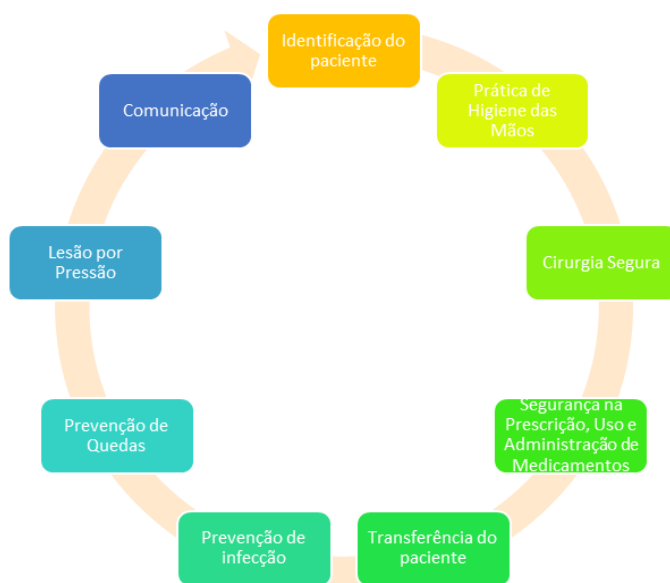 Identificação do
paciente
Prática de
Higiene das
Mãos
Cirurgia Segura
Segurança na
Prescrição, Uso e
Administração de
Medicamentos
Transferência do
paciente
Prevenção de
infecção
Prevenção de
Quedas
Lesão por
Pressão
Comunicação